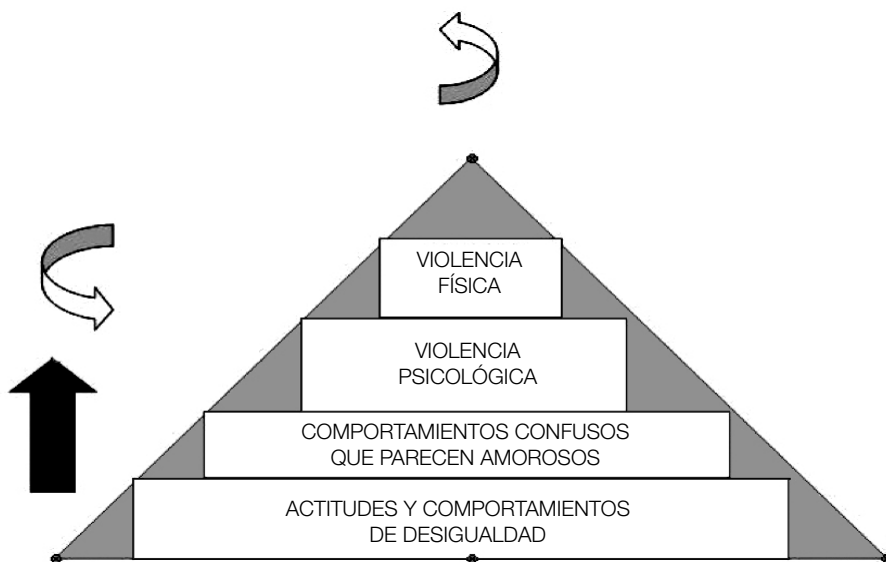 VIOLENCIA
FÍSICA
VIOLENCIA
PSICOLÓGICA
COMPORTAMIENTOS CONFUSOS
QUE PARECEN AMOROSOS
ACTITUDES Y COMPORTAMIENTOS
DE DESIGUALDAD